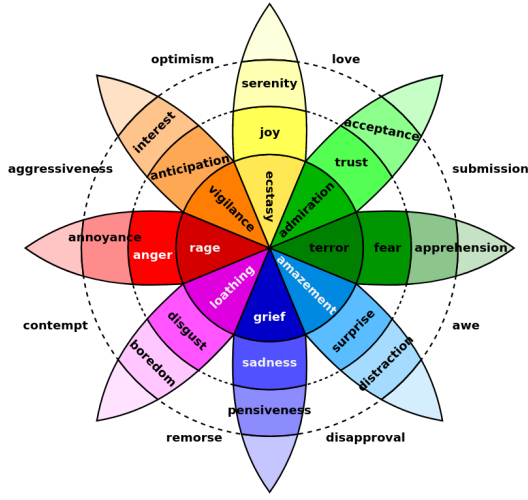 optimism
love
serenity
interest
acceptance
joy
anticipation
trust
aggressiveness
submission
vigilance
ecstasy
admiration
annoyance
anger
rage
terror
fear
apprehension
loathing
amazement
grief
disgust
surprise
contempt
awe
boredom
sadness
distraction
pensiveness
remorse
disapproval